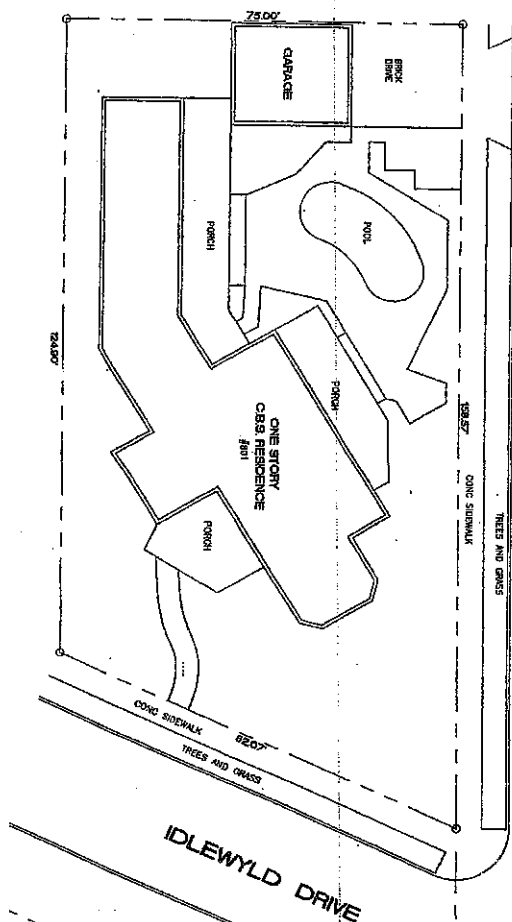 75.00'
GARAGE
BRICK
DRIVE
PORCH
POOL
124.90'
PORCH
ONE STORY
C.B.S. RESIDENCE
#801
158.57'
CONC SIDEWALK
TREES AND GRASS
PORCH
CONC SIDEWALK
82.07'
TREES AND GRASS
IDLEWYLD DRIVE